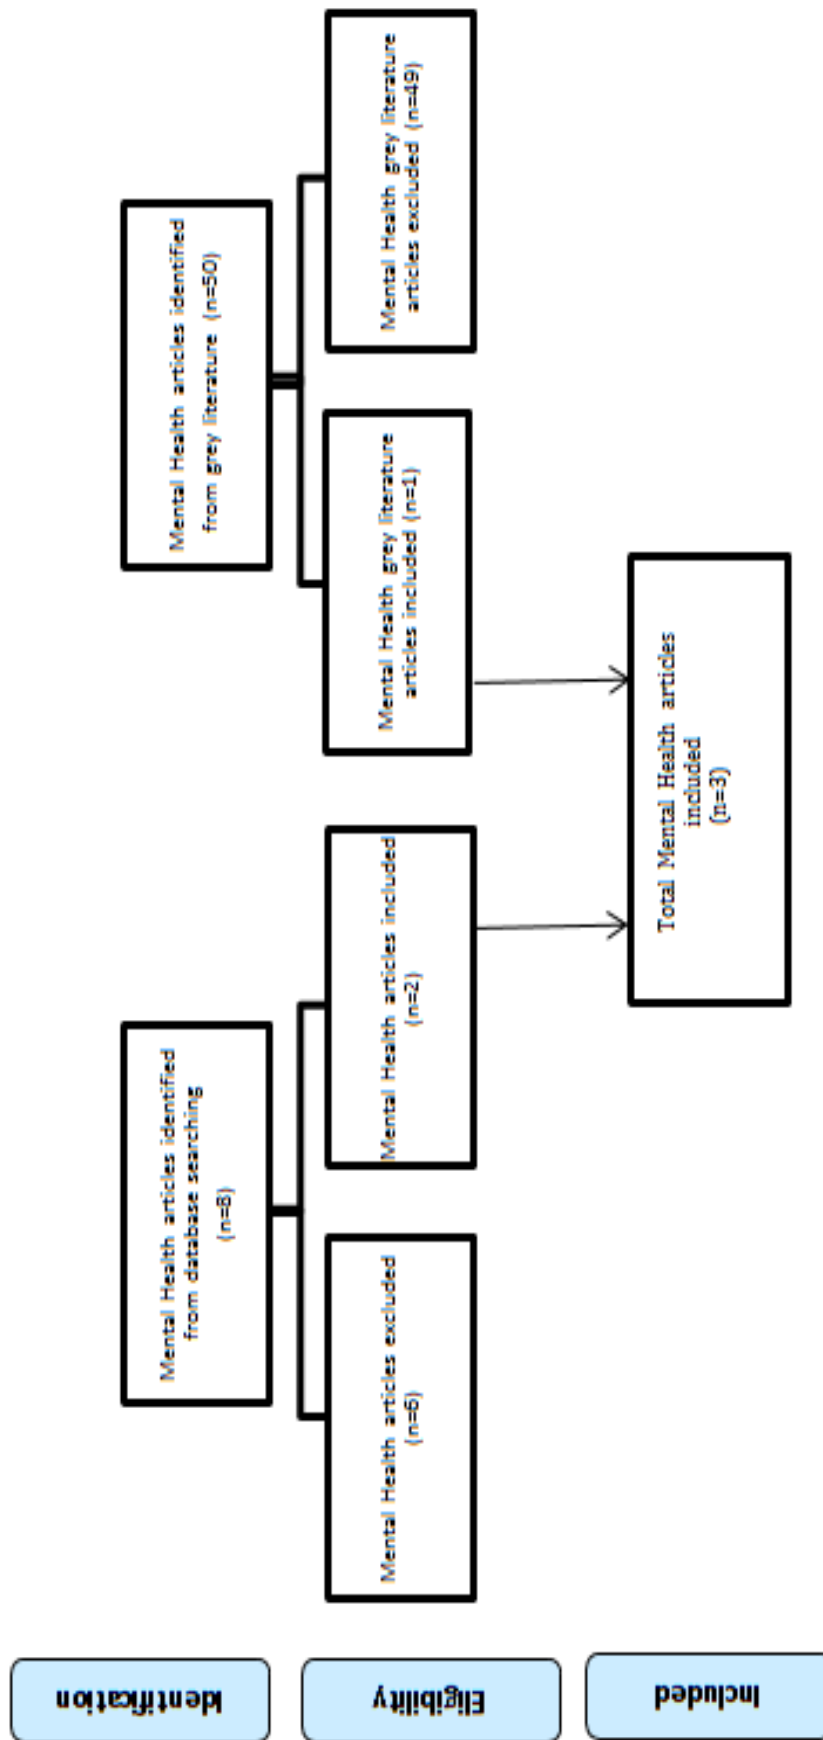 Identification
Mental Health articles identified
from database searching
(n=8)
Mental Health articles identified
from grey literature (n=50)
Eligibility
Mental Health articles excluded
(n=6)
Mental Health articles included
(n=2)
Mental Health grey literature
articles included (n=1)
Mental Health grey literature
articles excluded (n=49)
Included
Total Mental Health articles
included
(n=3)